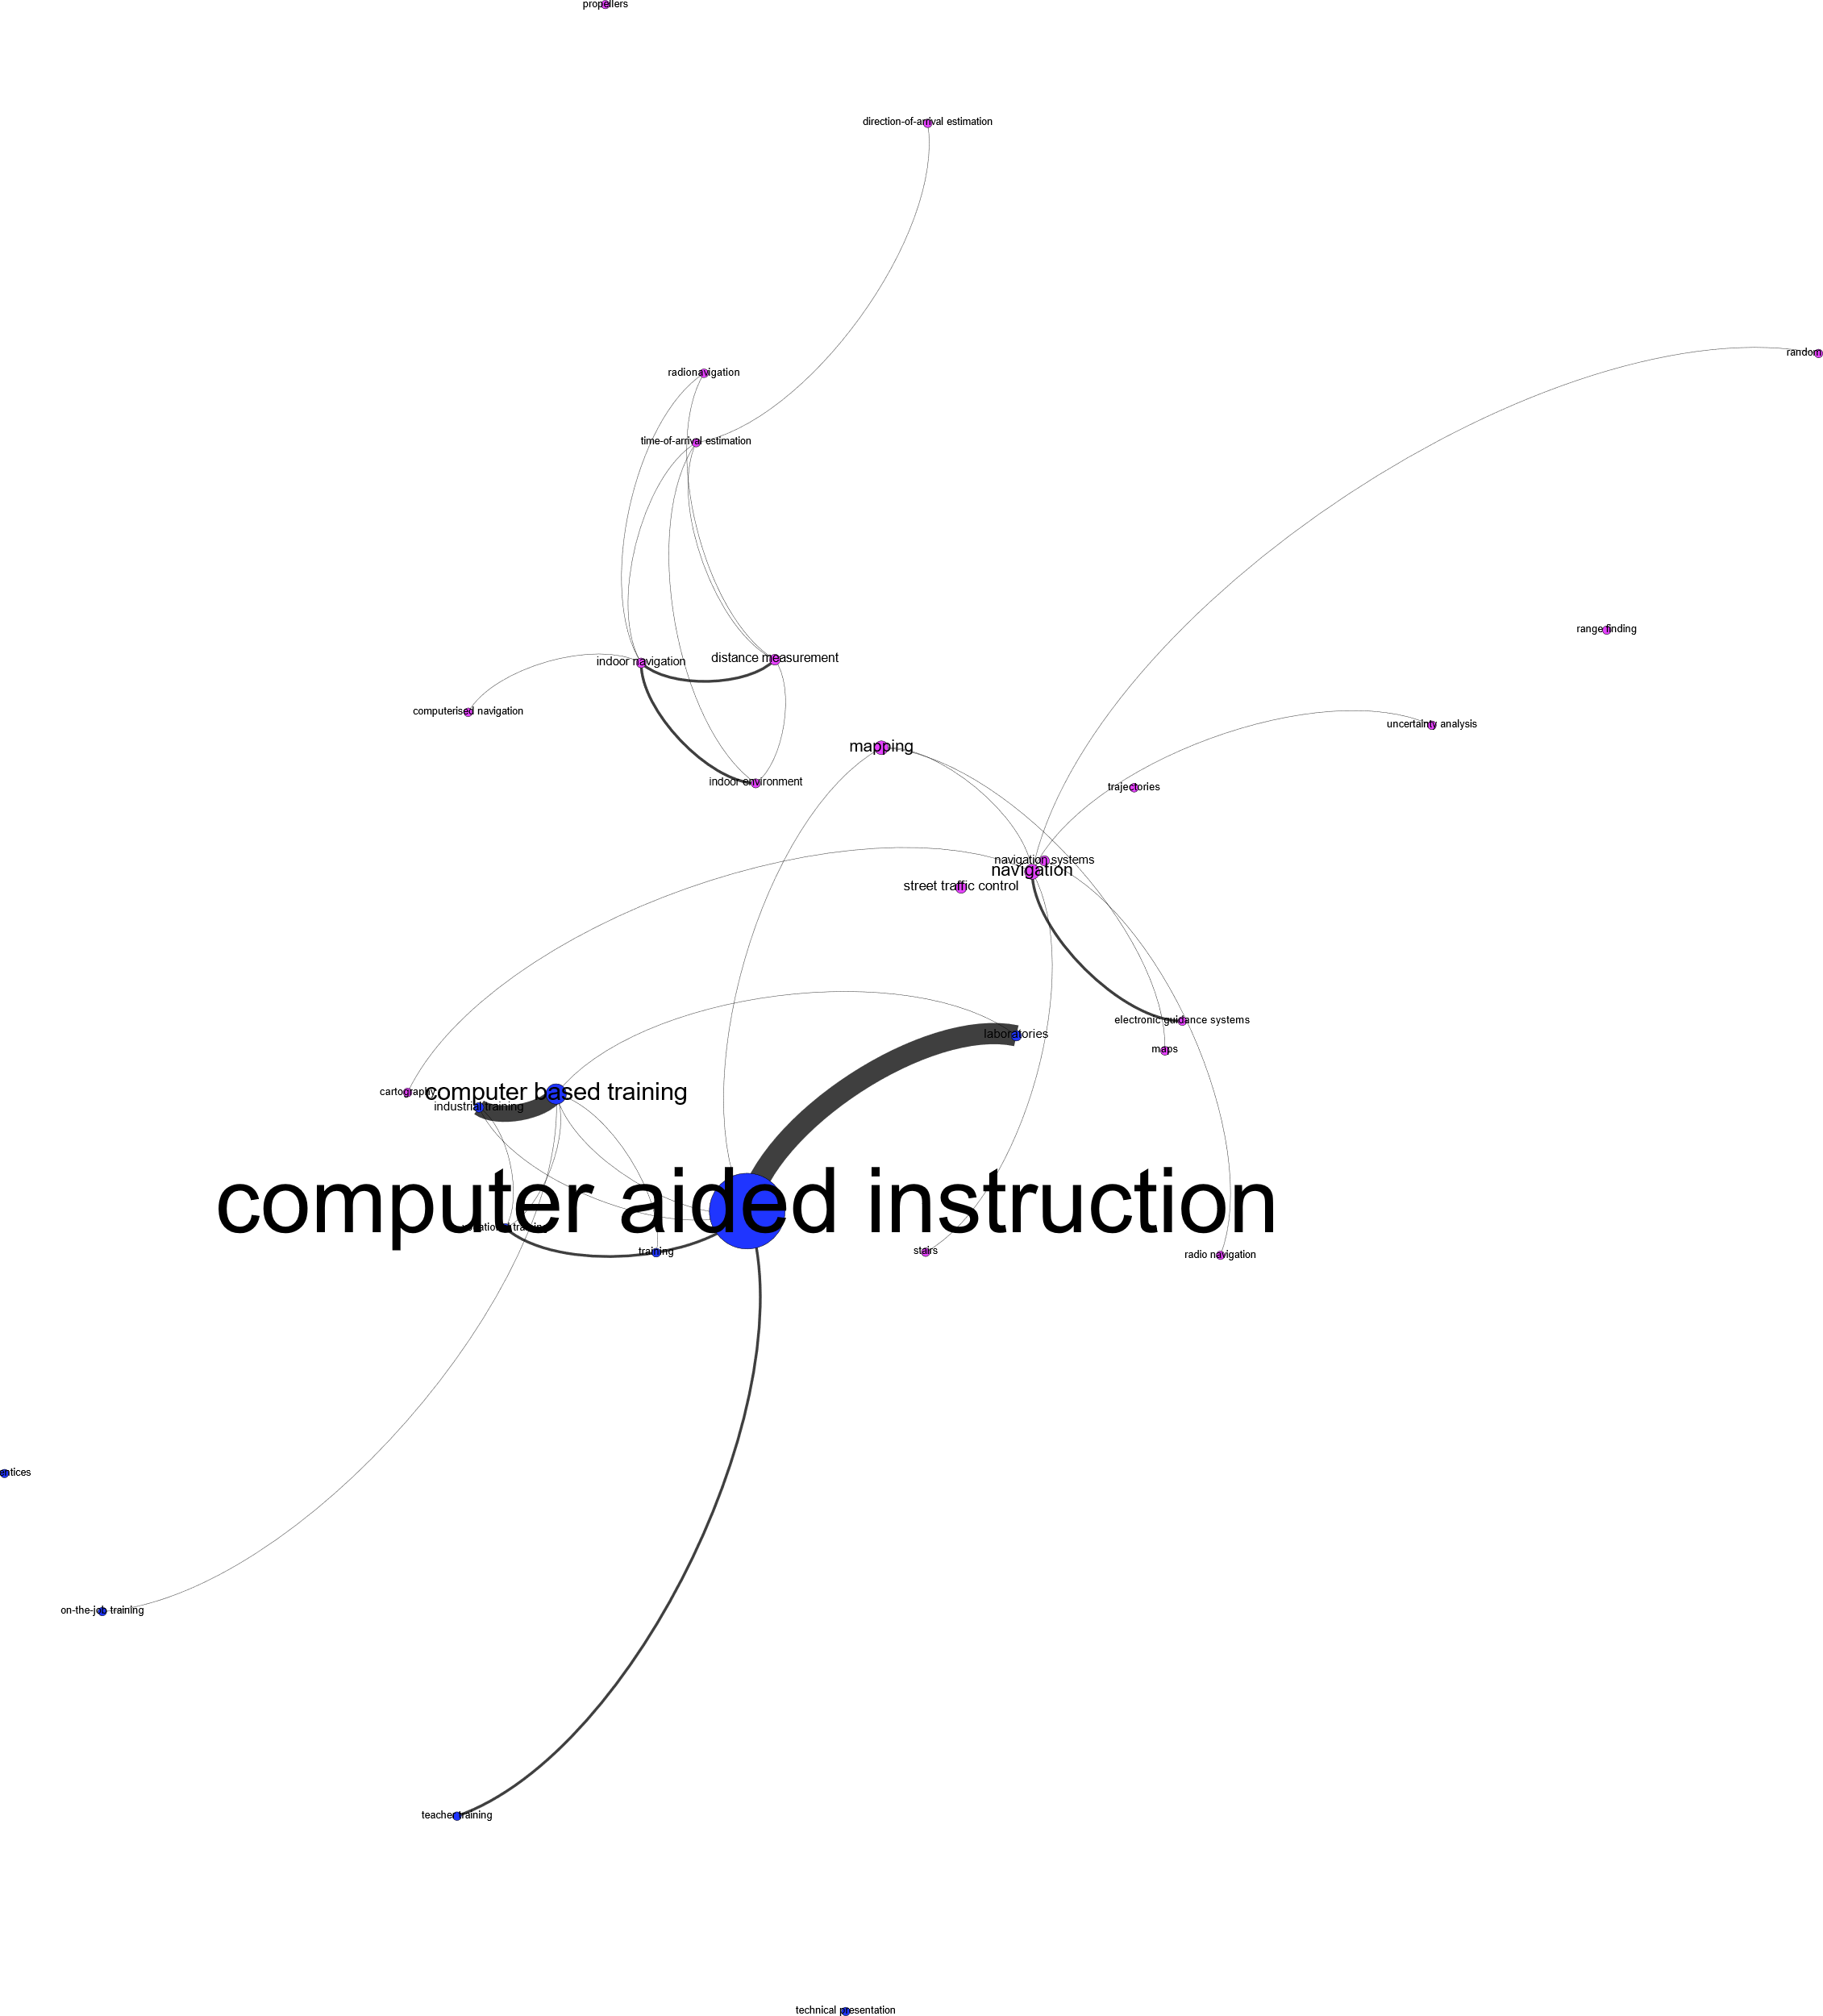 propellers
direction-of-arrival estimation
random
radionavigation
time-of-arrival estimation
range finding
distance measurement
indoor navigation
computerised navigation
uncertainty analysis
mapping
indoor environment
trajectories
navigation systems
navigation
street traffic control
electronic guidance systems
laboratories
maps
cartography
computer based training
industrial training
computer aided instruction
training
stairs
radio navigation
entices
on-the-job training
teacher training
technical presentation